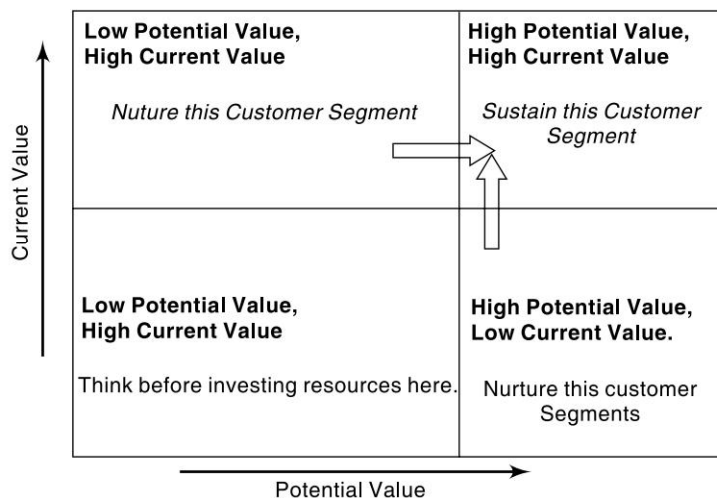 Low Potential Value,
High Current Value
Nuture this Customer Segment
High Potential Value,
High Current Value
Sustain this Customer
Segment
Current Value
Low Potential Value,
High Current Value
Think before investing resources here.
High Potential Value,
Low Current Value.
Nurture this customer
Segments
Potential Value